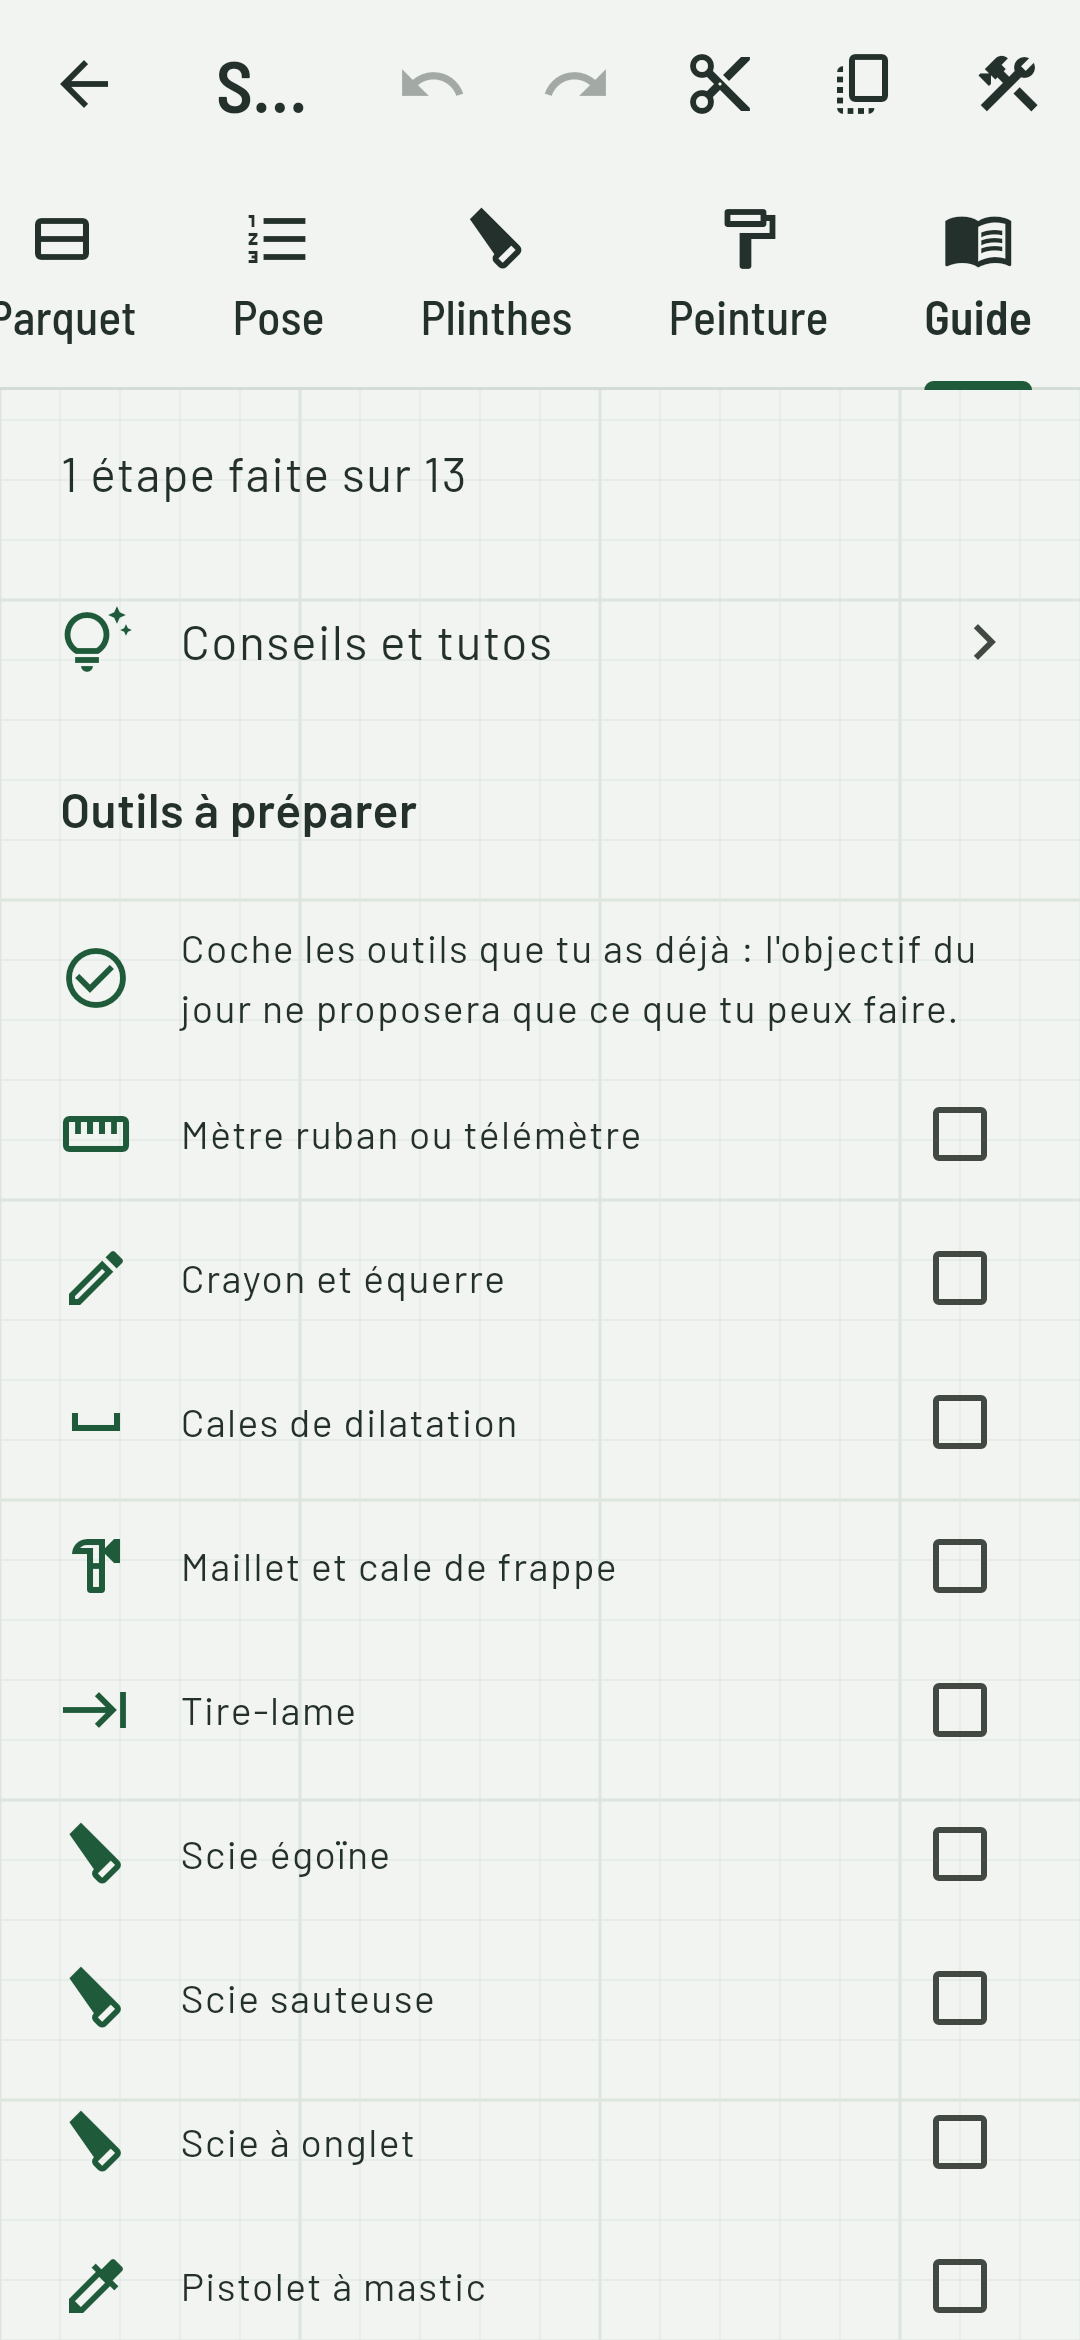 S...
Parquet
Pose
Plinthes
Peinture
Guide
1 étape faite sur 13
Conseils et tutos
Outils à préparer
Coche les outils que tu as déjà : l'objectif du
jour ne proposera que ce que tu peux faire.
Mètre ruban ou télémètre
Crayon et équerre
Cales de dilatation
Maillet et cale de frappe
Tire-lame
Scie égoïne
Scie sauteuse
Scie à onglet
Pistolet à mastic